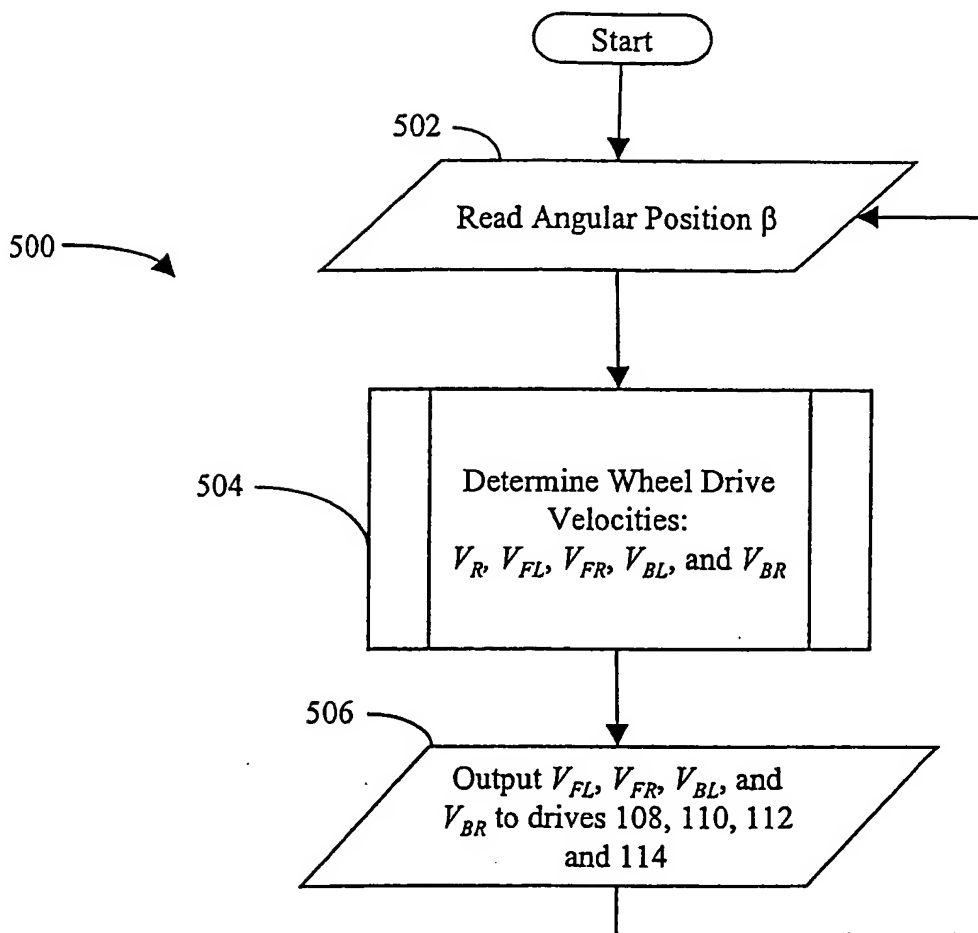 Start
502
Read Angular Position β
500
504
Determine Wheel Drive
Velocities:
V_R, V_FL, V_FR, V_BL, and V_BR
506
Output V_FL, V_FR, V_BL, and
V_BR to drives 108, 110, 112
and 114